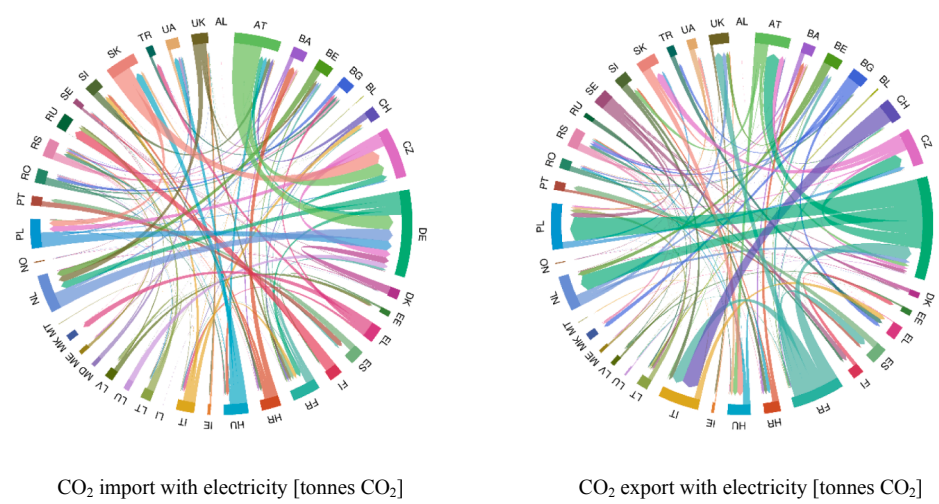 AL
AT
BA
BE
BG
BL
CH
CZ
DE
DK
EE
EL
ES
FI
FR
HR
HU
IE
IT
LI
LT
LU
LV
MD
ME
MK
MT
NL
NO
PL
PT
RO
RS
RU
SE
SI
SK
TR
UA
UK
AL
AT
BA
BE
BG
BL
CH
CZ
DE
DK
EE
EL
ES
FI
FR
HR
HU
IE
IT
LT
LU
LV
ME
MK
MT
NL
NO
PL
PT
RO
RS
RU
SE
SI
SK
TR
UA
UK
CO₂ import with electricity [tonnes CO₂]
CO₂ export with electricity [tonnes CO₂]